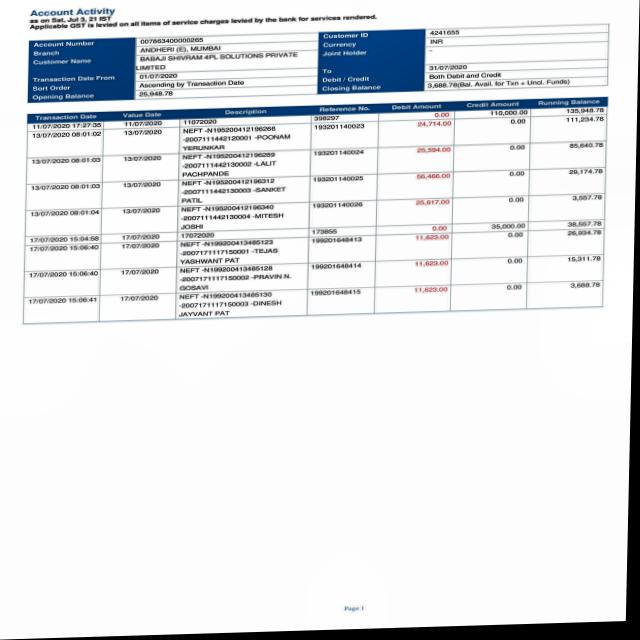 Account Activity
as on Sat, Jul 3, 21 IST
Applicable GST is levied on all items of service charges levied by the bank for services rendered.
Account Number 007863400000265 Customer ID 4241655
Branch ANDHERI (E), MUMBAI Currency INR
Customer Name BABAJI SHIVRAM 4PL SOLUTIONS PRIVATE LIMITED Joint Holder -
Transaction Date From 01/07/2020 To 31/07/2020
Sort Order Ascending by Transaction Date Debit / Credit Both Debit and Credit
Opening Balance 25,948.78 Closing Balance 3,688.78(Bal. Avail. for Txn + Uncl. Funds)
Transaction Date Value Date Description Reference No. Debit Amount Credit Amount Running Balance
11/07/2020 17:27:35 11/07/2020 11072020 398297 0.00 110,000.00 135,948.78
13/07/2020 08:01:02 13/07/2020 NEFT -N195200412196266 193201140023 24,714.00 0.00 111,234.78
-2007111442120001 -POONAM
YERUNKAR
13/07/2020 08:01:03 13/07/2020 NEFT -N195200412196289 193201140024 25,594.00 0.00 85,640.78
-2007111442130002 -LALIT
PACHPANDE
13/07/2020 08:01:03 13/07/2020 NEFT -N195200412196312 193201140025 56,466.00 0.00 29,174.78
-2007111442130003 -SANKET
PATIL
13/07/2020 08:01:04 13/07/2020 NEFT -N195200412196340 193201140026 25,617.00 0.00 3,557.78
-2007111442130004 -MITESH
JOSHI
17/07/2020 15:04:58 17/07/2020 17072020 173855 0.00 35,000.00 38,557.78
17/07/2020 15:06:40 17/07/2020 NEFT -N199200413485123 199201648413 11,623.00 0.00 26,934.78
-2007171117150001 -TEJAS
YASHWANT PAT
17/07/2020 15:06:40 17/07/2020 NEFT -N199200413485128 199201648414 11,623.00 0.00 15,311.78
-2007171117150002 -PRAVIN N.
GOSAVI
17/07/2020 15:06:41 17/07/2020 NEFT -N199200413485130 199201648415 11,623.00 0.00 3,688.78
-2007171117150003 -DINESH
JAYVANT PAT
Page 1